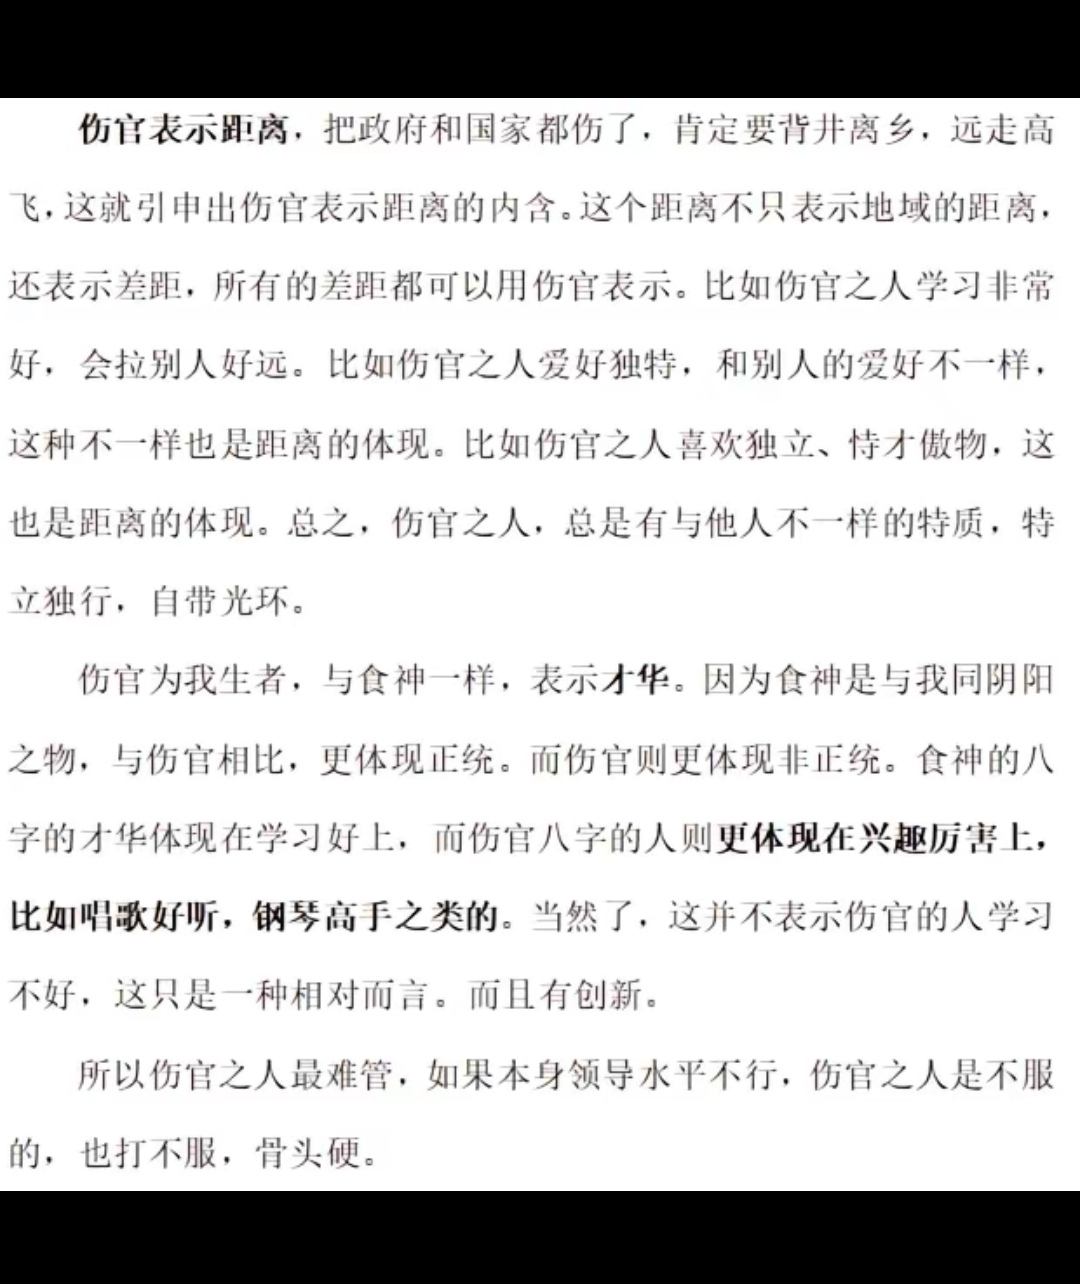 伤官表示距离，把政府和国家都伤了，肯定要背井离乡，远走高
飞，这就引申出伤官表示距离的内含。这个距离不只表示地域的距离，
还表示差距，所有的差距都可以用伤官表示。比如伤官之人学习非常
好，会拉别人好远。比如伤官之人爱好独特，和别人的爱好不一样，
这种不一样也是距离的体现。比如伤官之人喜欢独立、恃才傲物，这
也是距离的体现。总之，伤官之人，总是有与他人不一样的特质，特
立独行，自带光环。
伤官为我生者，与食神一样，表示才华。因为食神是与我同阴阳
之物，与伤官相比，更体现正统。而伤官则更体现非正统。食神的八
字的才华体现在学习好上，而伤官八字的人则更体现在兴趣厉害上，
比如唱歌好听，钢琴高手之类的。当然了，这并不表示伤官的人学习
不好，这只是一种相对而言。而且有创新。
所以伤官之人最难管，如果本身领导水平不行，伤官之人是不服
的，也打不服，骨头硬。